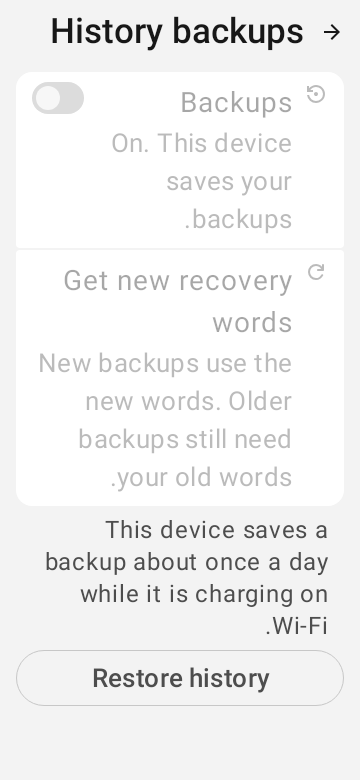 History backups
Backups
On. This device
saves your
backups.
Get new recovery
words
New backups use the
new words. Older
backups still need
your old words.
This device saves a
backup about once a day
while it is charging on
Wi-Fi.
Restore history